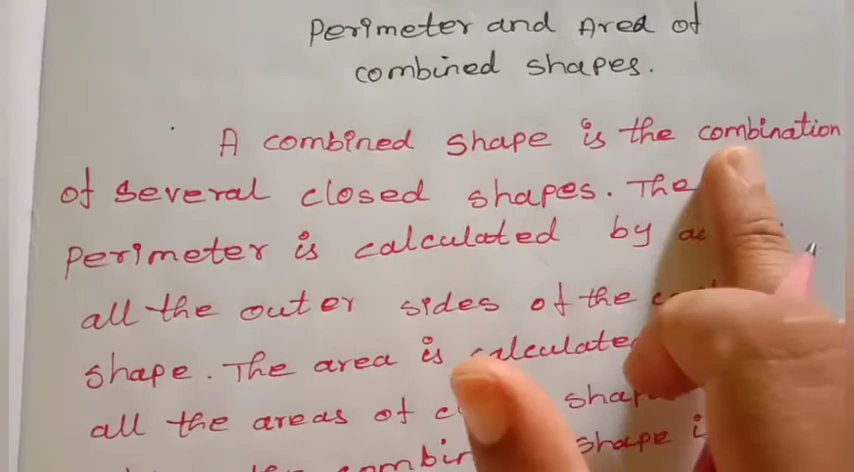 Perimeter and Area of
combined shapes.
A combined shape is the combination
of several closed shapes. The
Perimeter is calculated by
all the outer sides of the
shape. The area is calculated
all the areas of
shape